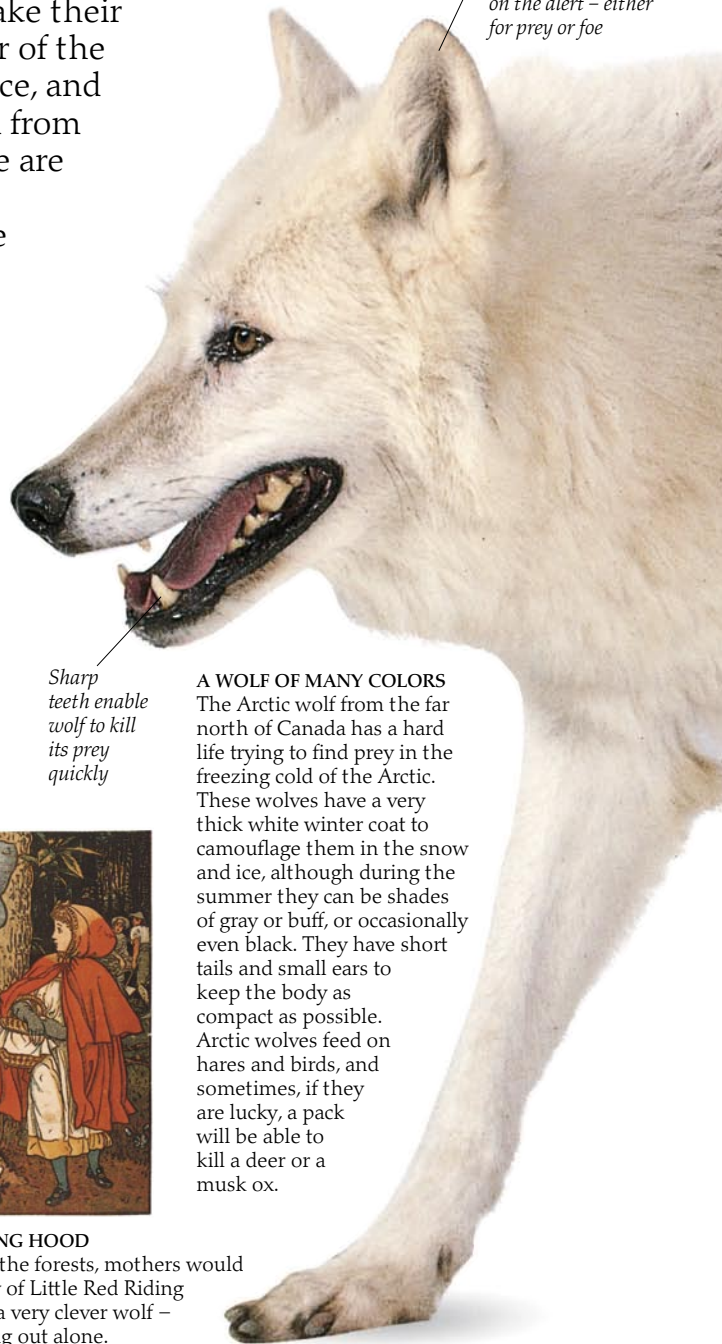 ake their
r of the
ce, and
from
e are
e
on the alert – either
for prey or foe
Sharp
teeth enable
wolf to kill
its prey
quickly
A WOLF OF MANY COLORS
The Arctic wolf from the far
north of Canada has a hard
life trying to find prey in the
freezing cold of the Arctic.
These wolves have a very
thick white winter coat to
camouflage them in the snow
and ice, although during the
summer they can be shades
of gray or buff, or occasionally
even black. They have short
tails and small ears to
keep the body as
compact as possible.
Arctic wolves feed on
hares and birds, and
sometimes, if they
are lucky, a pack
will be able to
kill a deer or a
musk ox.
NG HOOD
the forests, mothers would
of Little Red Riding
a very clever wolf –
g out alone.